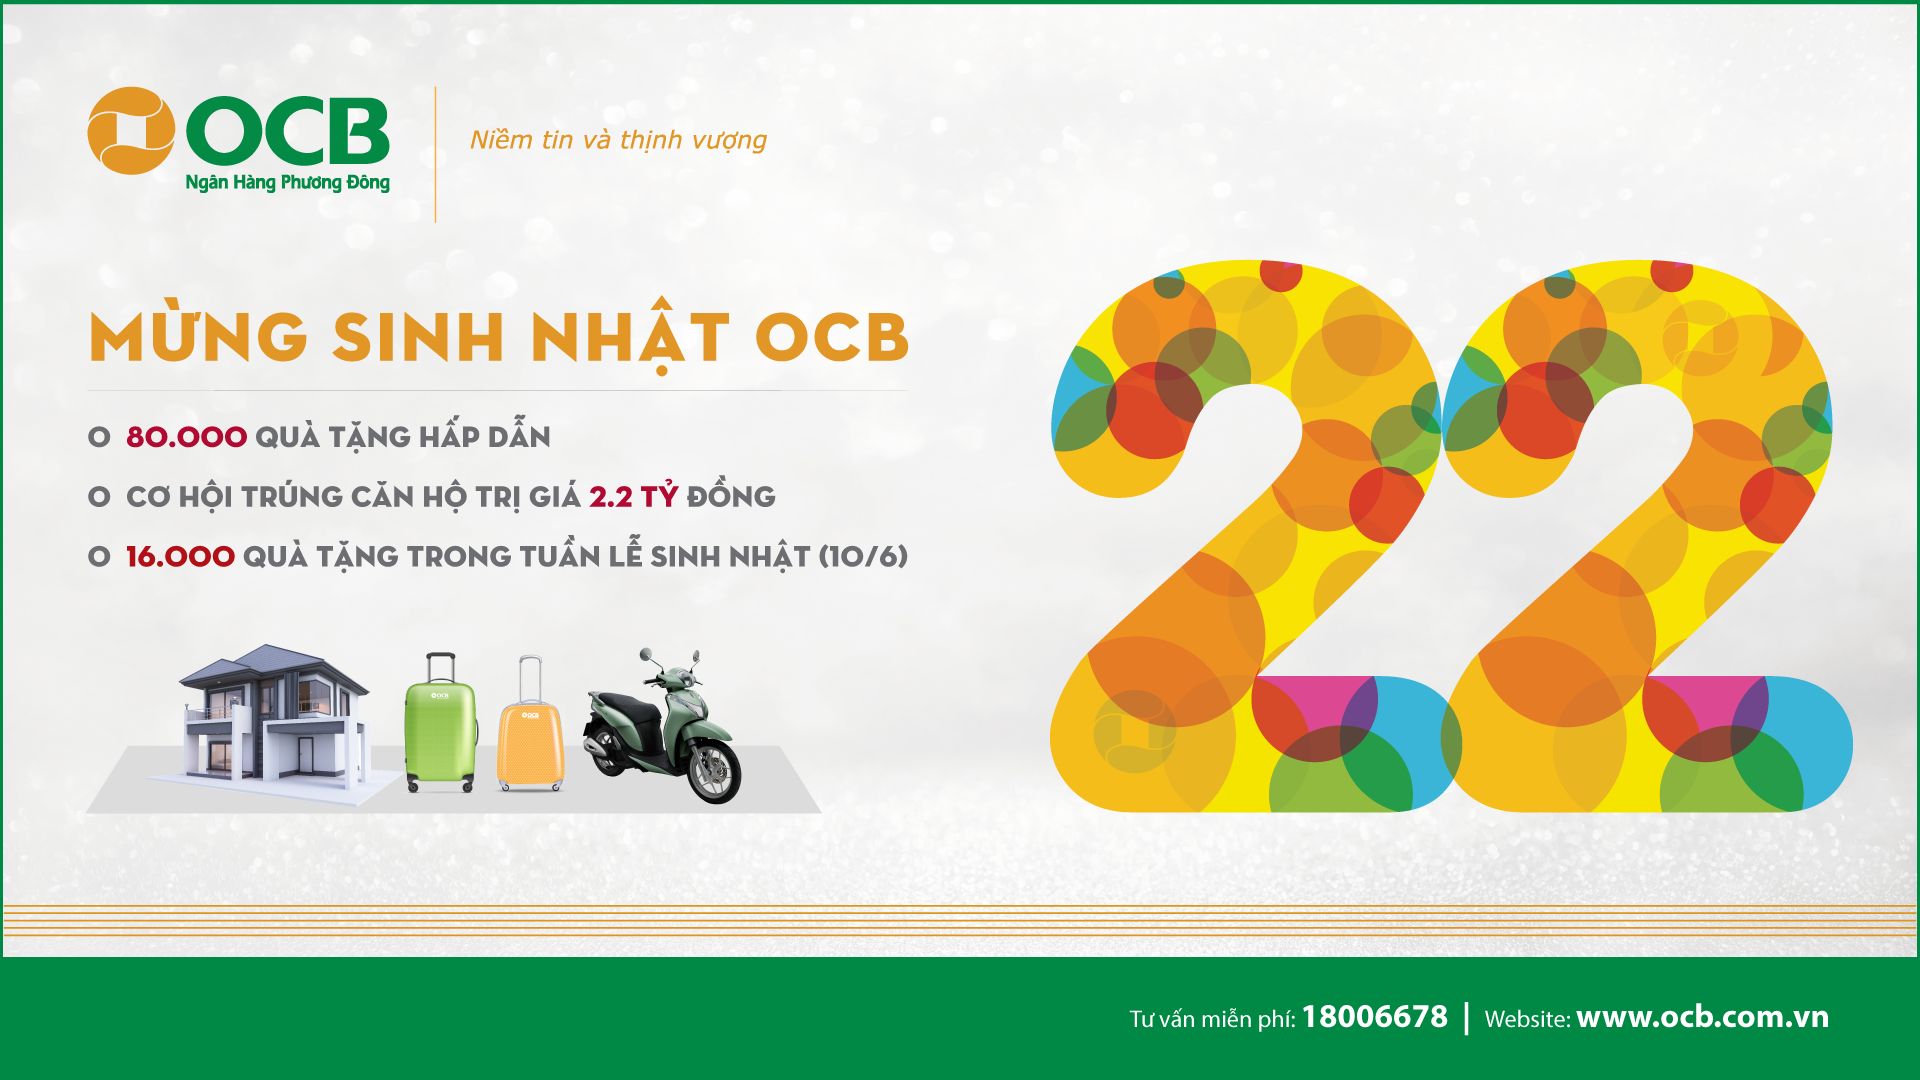 OCB
Ngân Hàng Phương Đông
Niềm tin và thịnh vượng
MỪNG SINH NHẬT OCB
O 80.000 QUÀ TẶNG HẤP DẪN
O CƠ HỘI TRÚNG CĂN HỘ TRỊ GIÁ 2.2 TỶ ĐỒNG
O 16.000 QUÀ TẶNG TRONG TUẦN LỄ SINH NHẬT (10/6)
22
OCB
OCB
Tư vấn miễn phí: 18006678 | Website: www.ocb.com.vn